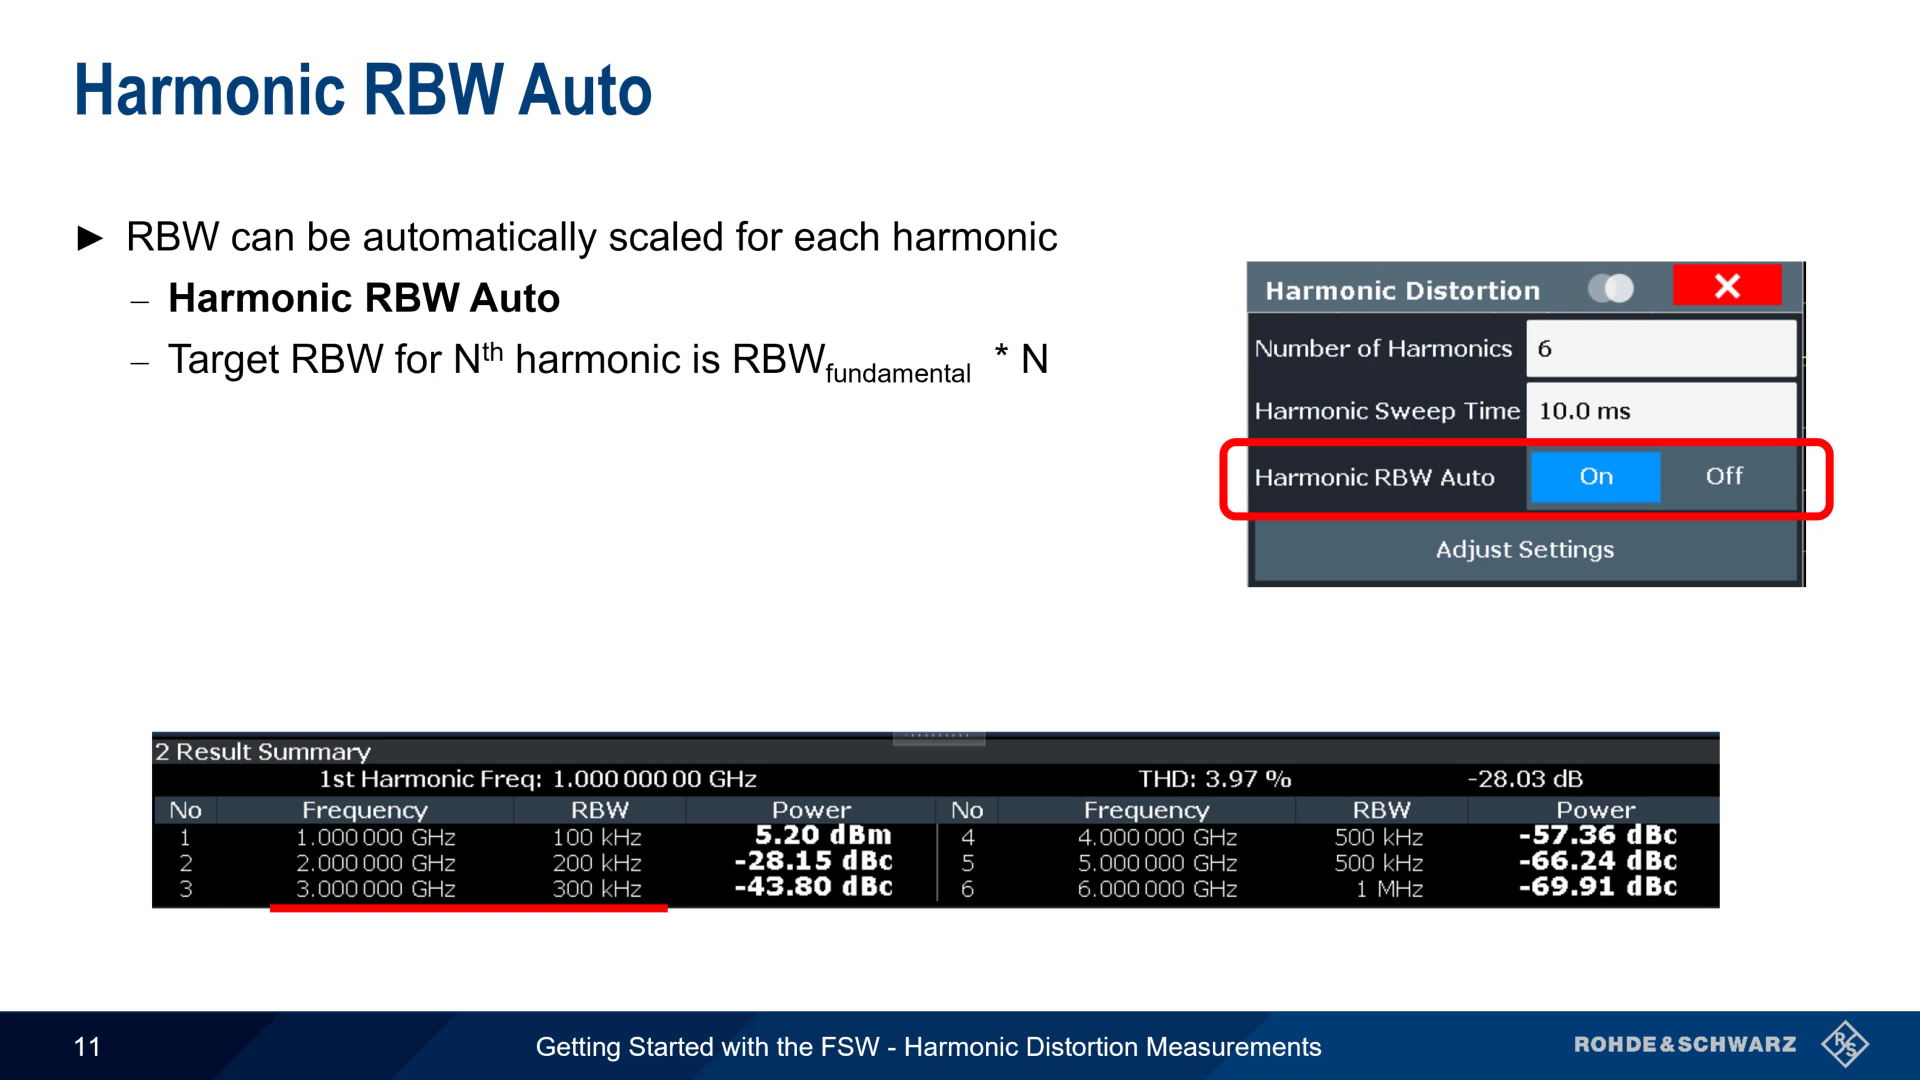 Harmonic RBW Auto
► RBW can be automatically scaled for each harmonic
– Harmonic RBW Auto
– Target RBW for Nth harmonic is RBWfundamental * N
Harmonic Distortion
Number of Harmonics 6
Harmonic Sweep Time 10.0 ms
Harmonic RBW Auto On Off
Adjust Settings
2 Result Summary
1st Harmonic Freq: 1.000 000 00 GHz THD: 3.97 % -28.03 dB
No Frequency RBW Power No Frequency RBW Power
1 1.000 000 GHz 100 kHz 5.20 dBm 4 4.000 000 GHz 500 kHz -57.36 dBc
2 2.000 000 GHz 200 kHz -28.15 dBc 5 5.000 000 GHz 500 kHz -66.24 dBc
3 3.000 000 GHz 300 kHz -43.80 dBc 6 6.000 000 GHz 1 MHz -69.91 dBc
11 Getting Started with the FSW - Harmonic Distortion Measurements ROHDE&SCHWARZ R S